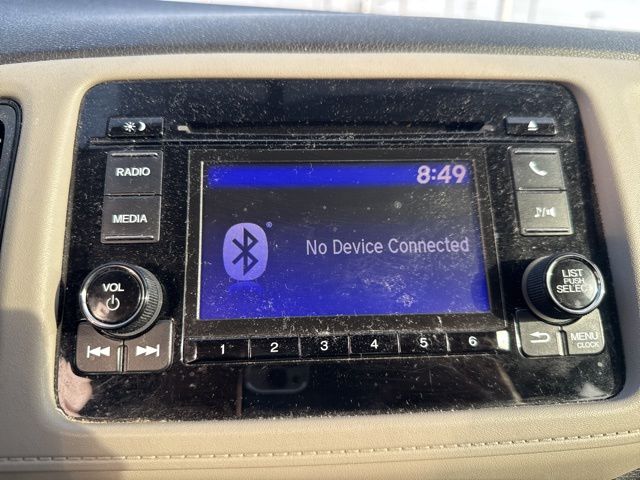 8:49
RADIO
MEDIA
No Device Connected
VOL
LIST
PUSH
SELECT
1 2 3 4 5 6
MENU
CLOCK